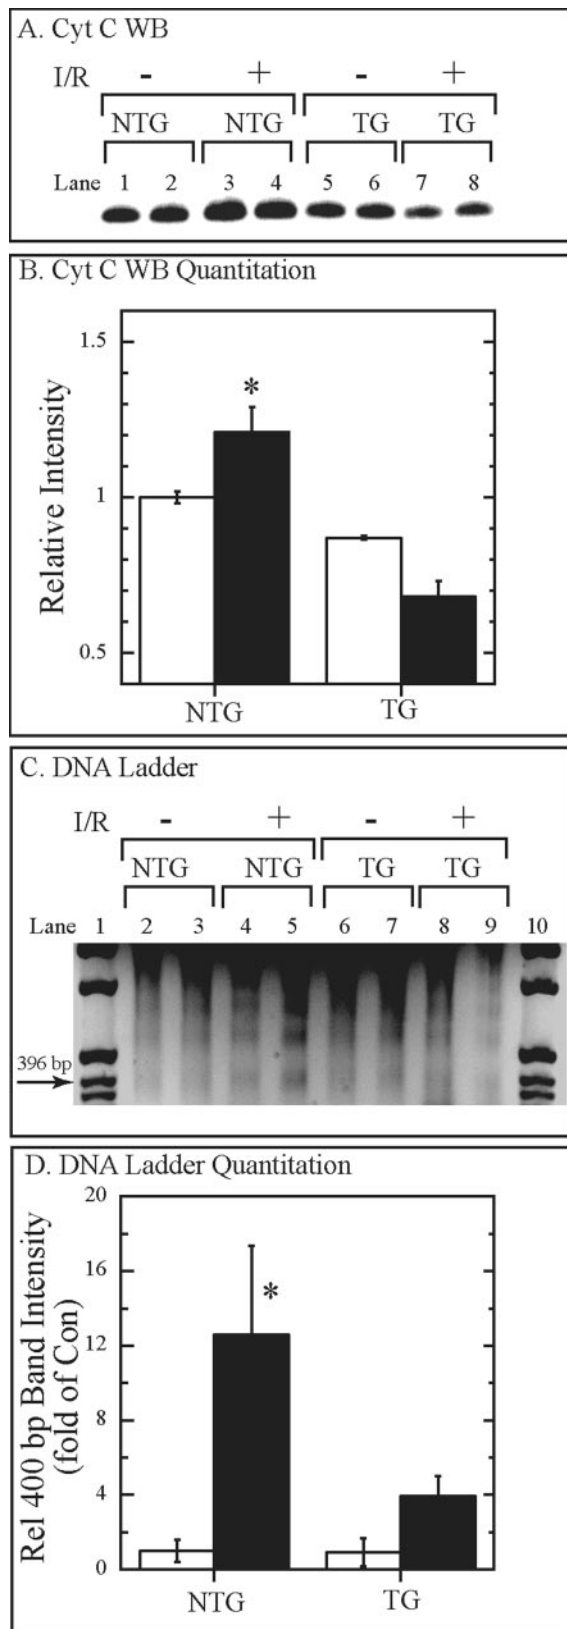 A. Cyt C WB
I/R - + - +
NTG NTG TG TG
Lane 1 2 3 4 5 6 7 8
B. Cyt C WB Quantitation
1.5
*
Relative Intensity
1
0.5
NTG TG
C. DNA Ladder
I/R - + - +
NTG NTG TG TG
Lane 1 2 3 4 5 6 7 8 9 10
396 bp
D. DNA Ladder Quantitation
20
16
*
Rel 400 bp Band Intensity
(fold of Con)
12
8
4
0
NTG TG